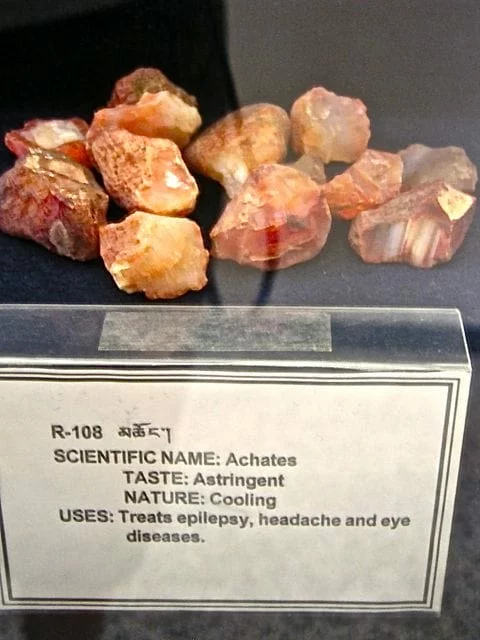 R-108 མཆོང་།
SCIENTIFIC NAME: Achates
TASTE: Astringent
NATURE: Cooling
USES: Treats epilepsy, headache and eye
diseases.